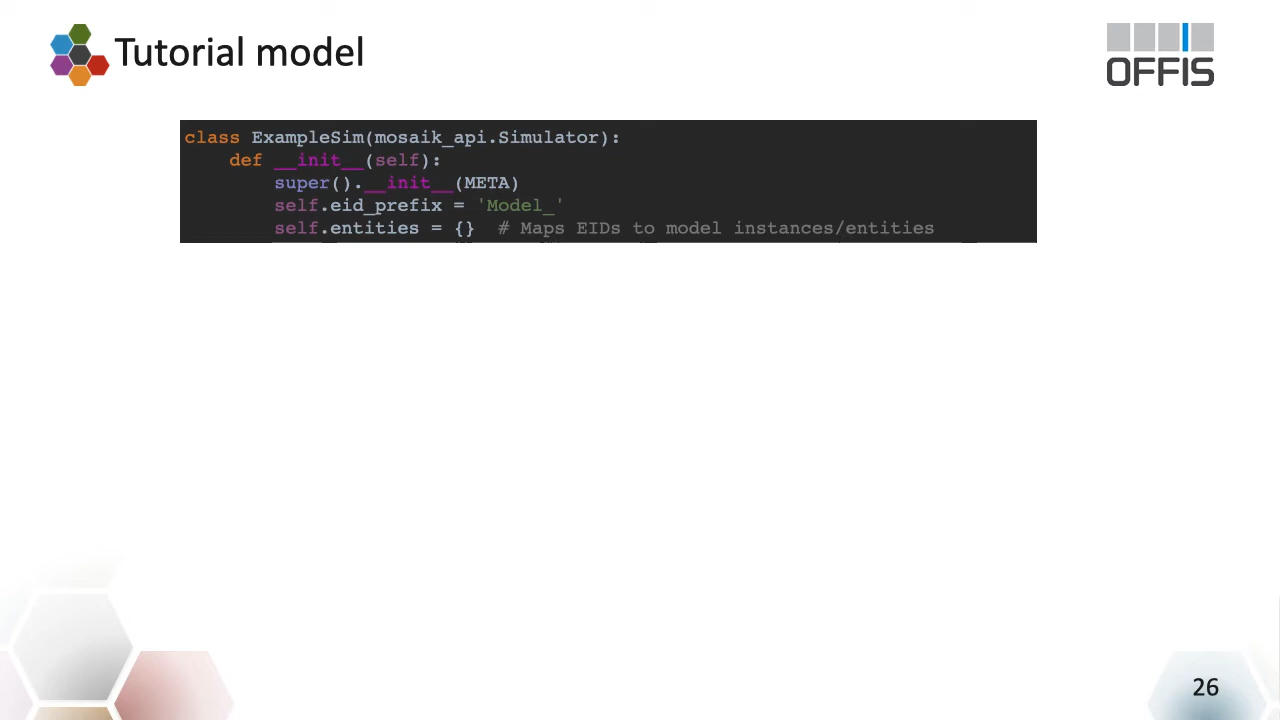 Tutorial model
OFFIS
class ExampleSim(mosaik_api.Simulator):
    def __init__(self):
        super().__init__(META)
        self.eid_prefix = 'Model_'
        self.entities = {}  # Maps EIDs to model instances/entities
26